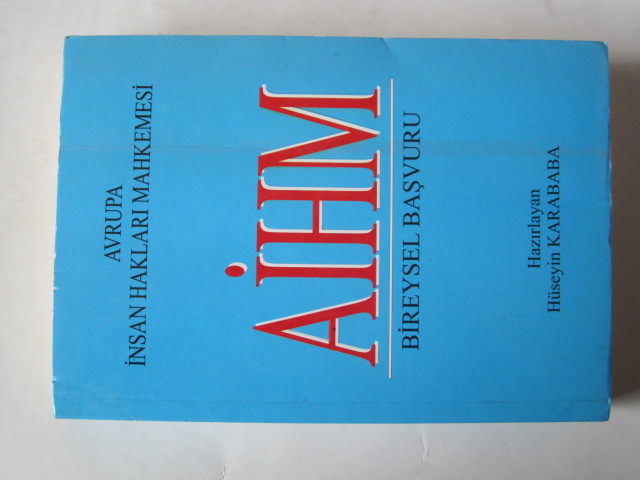 AVRUPA
İNSAN HAKLARI MAHKEMESİ
AİHM
BİREYSEL BAŞVURU
Hazırlayan
Hüseyin KARABABA